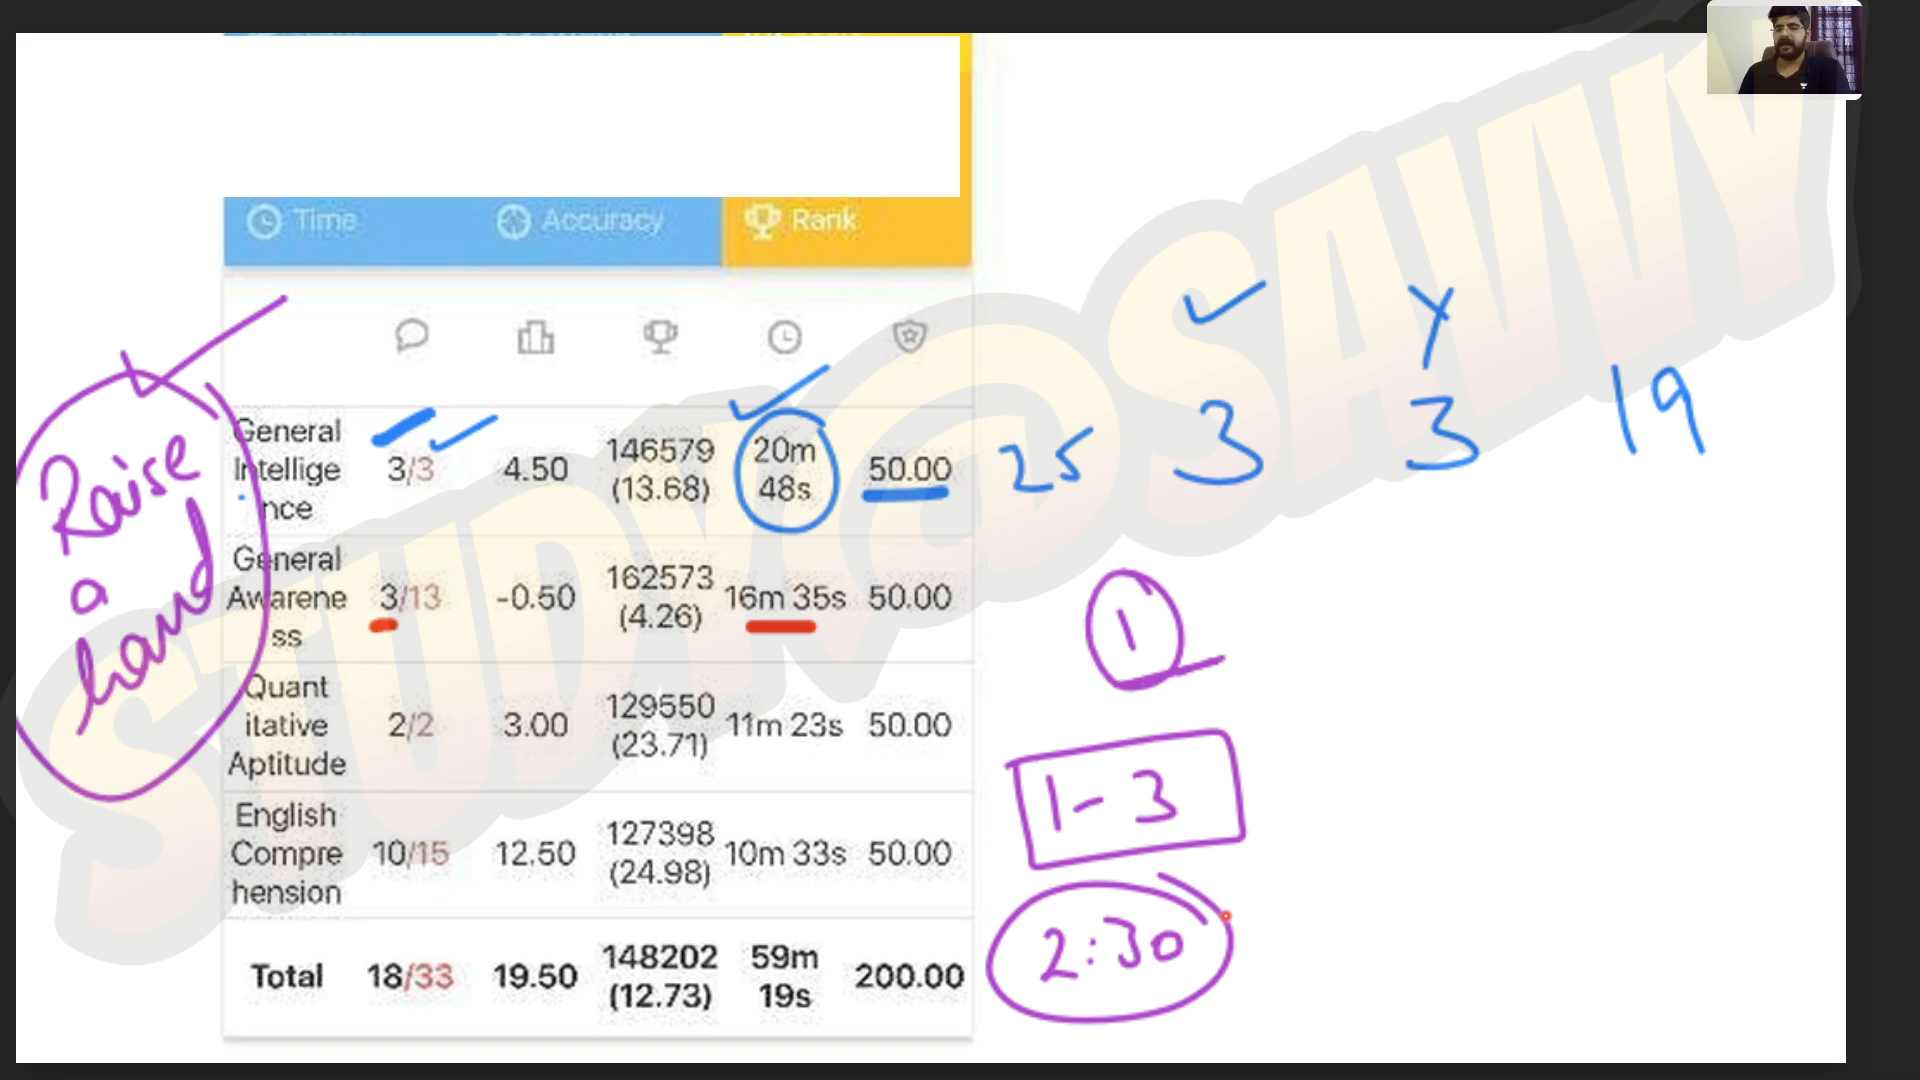 Time Accuracy Rank
General Intellige nce 3/3 4.50 146579 (13.68) 20m 48s 50.00
25 3 3 19
General Awarene ss 3/13 -0.50 162573 (4.26) 16m 35s 50.00
Quant itative Aptitude 2/2 3.00 129550 (23.71) 11m 23s 50.00
English Compre hension 10/15 12.50 127398 (24.98) 10m 33s 50.00
Total 18/33 19.50 148202 (12.73) 59m 19s 200.00
Raise
a
hand
1
1-3
2:30
STUDY@SAVVY